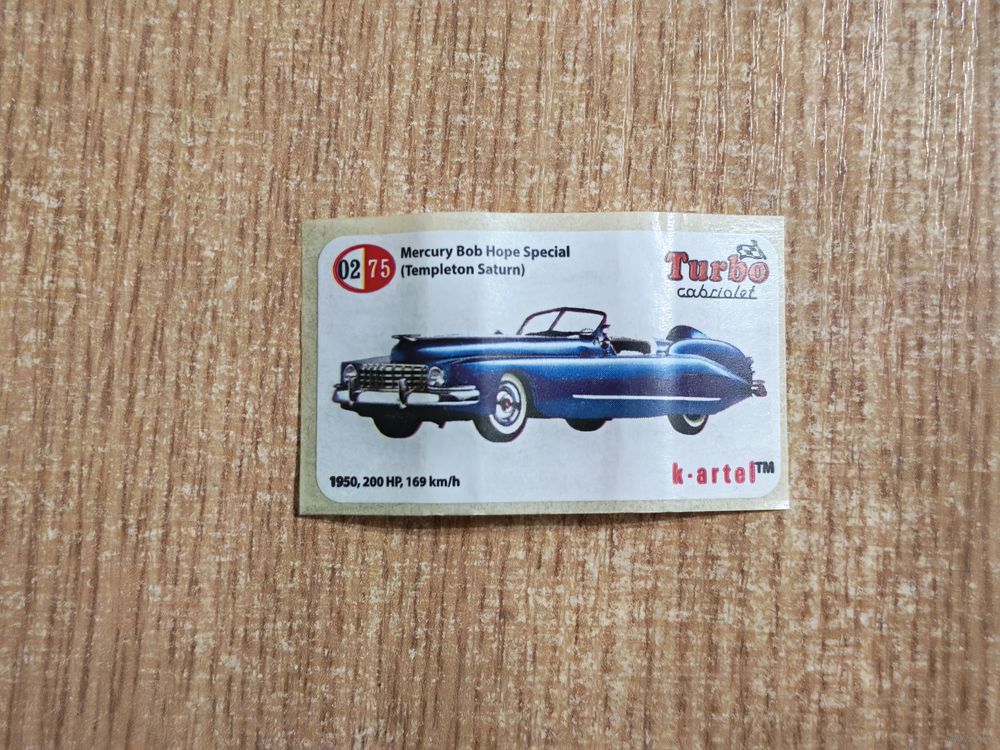 02 75
Mercury Bob Hope Special
(Templeton Saturn)
Turbo
cabriolet
1950, 200 HP, 169 km/h
k-artel™